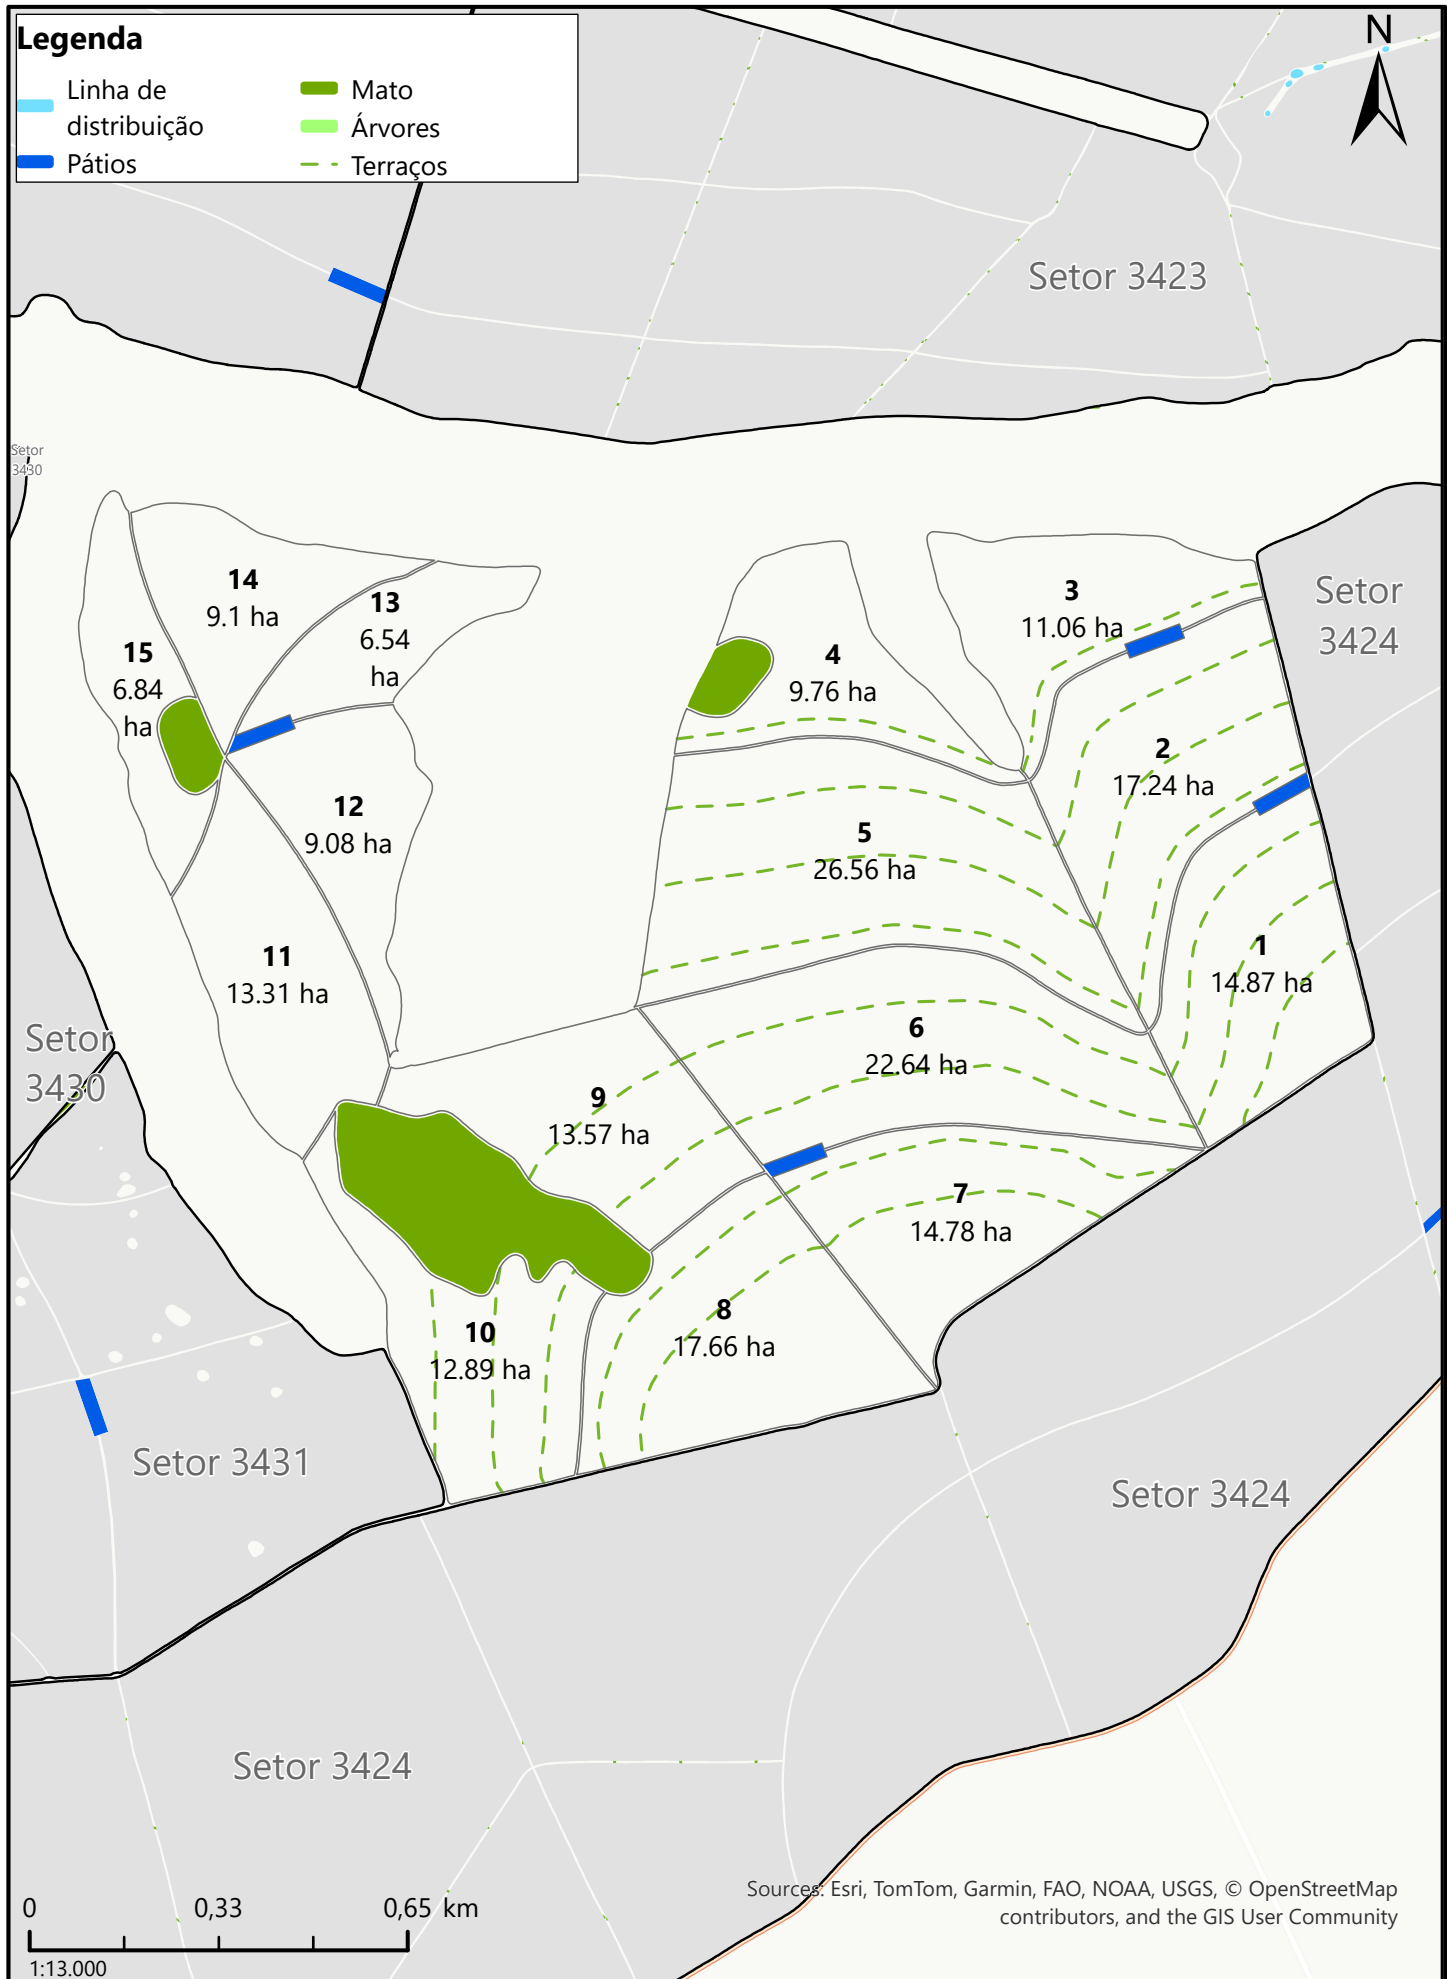 Legenda
Linha de
distribuição
Pátios
Mato
Árvores
Terraços
N
Setor 3423
Setor
3430
Setor
3424
14
9.1 ha
13
6.54
ha
15
6.84
ha
3
11.06 ha
4
9.76 ha
2
17.24 ha
12
9.08 ha
5
26.56 ha
11
13.31 ha
1
14.87 ha
Setor
3430
6
22.64 ha
9
13.57 ha
7
14.78 ha
8
17.66 ha
10
12.89 ha
Setor 3431
Setor 3424
Setor 3424
0 0,33 0,65 km
1:13.000
Sources: Esri, TomTom, Garmin, FAO, NOAA, USGS, © OpenStreetMap
contributors, and the GIS User Community